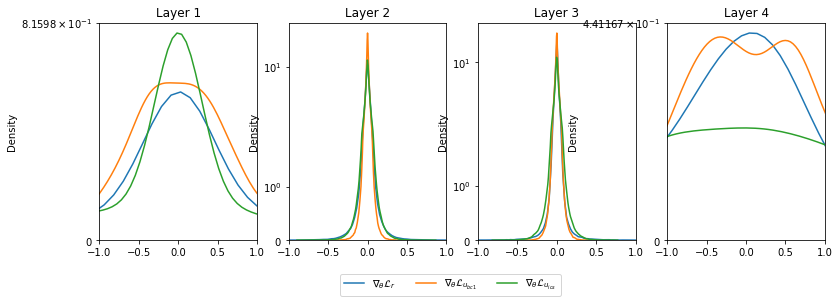 Layer 1
Layer 2
Layer 3
Layer 4
8.1598 × 10⁻¹
10¹
10¹
4.41167 × 10⁻¹
Density
Density
Density
Density
10⁰
10⁰
0
0
0
0
−1.0 −0.5 0.0 0.5 1.0
−1.0 −0.5 0.0 0.5 1.0
−1.0 −0.5 0.0 0.5 1.0
−1.0 −0.5 0.0 0.5 1.0
∇θℒr ∇θℒu_bc1 ∇θℒu_ics